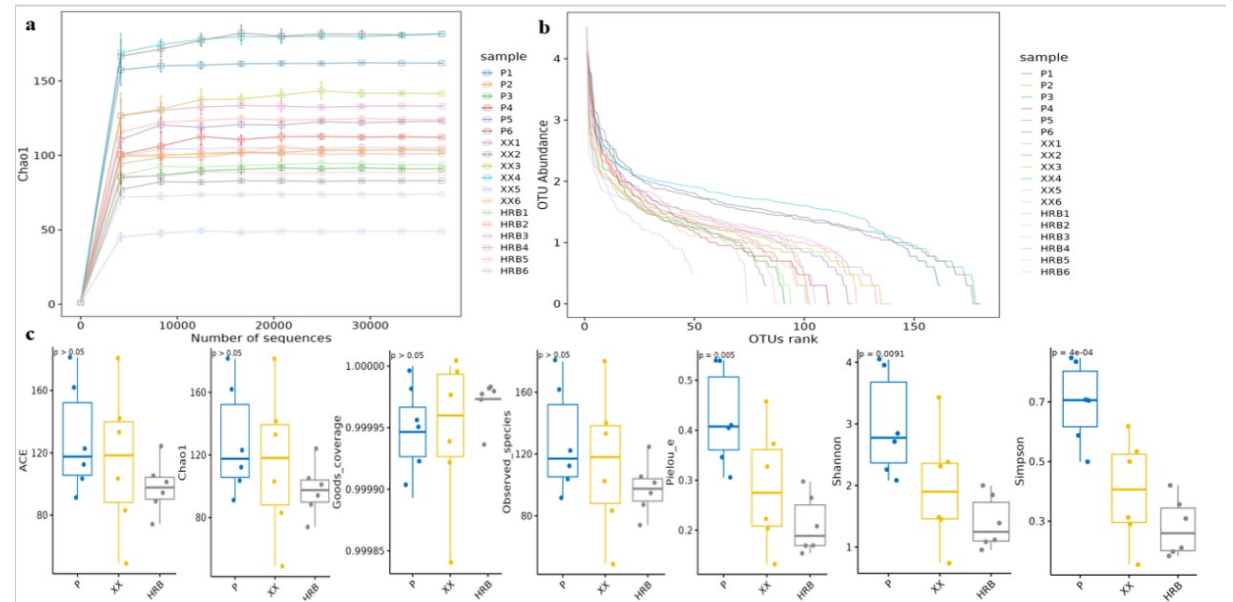 a
Chao1
150
100
50
0
0
10000
20000
30000
Number of sequences
sample
P1
P2
P3
P4
P5
P6
XX1
XX2
XX3
XX4
XX5
XX6
HRB1
HRB2
HRB3
HRB4
HRB5
HRB6
b
OTU Abundance
4
3
2
1
0
0
50
100
150
OTUs rank
sample
P1
P2
P3
P4
P5
P6
XX1
XX2
XX3
XX4
XX5
XX6
HRB1
HRB2
HRB3
HRB4
HRB5
HRB6
c
p > 0.05
ACE
160
120
80
P
XX
HRB
p > 0.05
Chao1
160
120
80
P
XX
HRB
p > 0.05
Goods_coverage
1.00000
0.99995
0.99990
0.99985
P
XX
HRB
p > 0.05
Observed_species
160
120
80
P
XX
HRB
p = 0.005
Pielou_e
0.5
0.4
0.3
0.2
P
XX
HRB
p = 0.0091
Shannon
4
3
2
1
P
XX
HRB
p = 4e-04
Simpson
0.7
0.5
0.3
P
XX
HRB